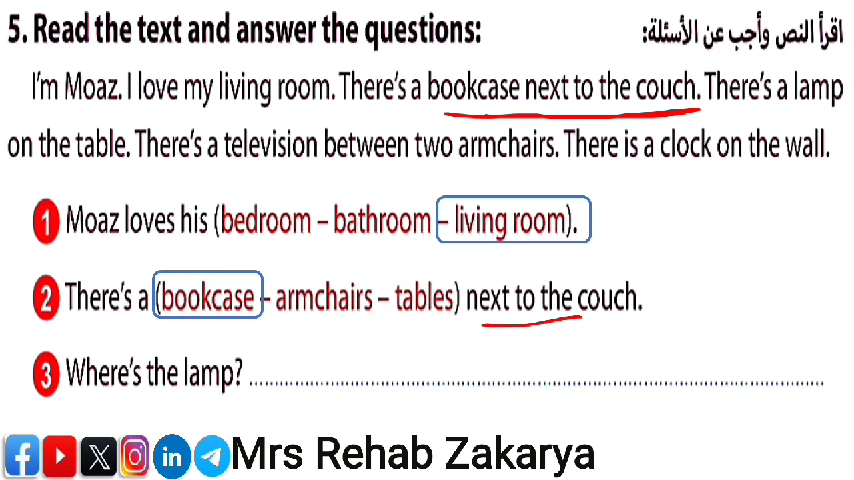 5. Read the text and answer the questions: اقرأ النص وأجب عن الأسئلة:
I'm Moaz. I love my living room. There's a bookcase next to the couch. There's a lamp
on the table. There's a television between two armchairs. There is a clock on the wall.
1 Moaz loves his (bedroom – bathroom – living room).
2 There's a (bookcase – armchairs – tables) next to the couch.
3 Where's the lamp? ........................................................................
Mrs Rehab Zakarya